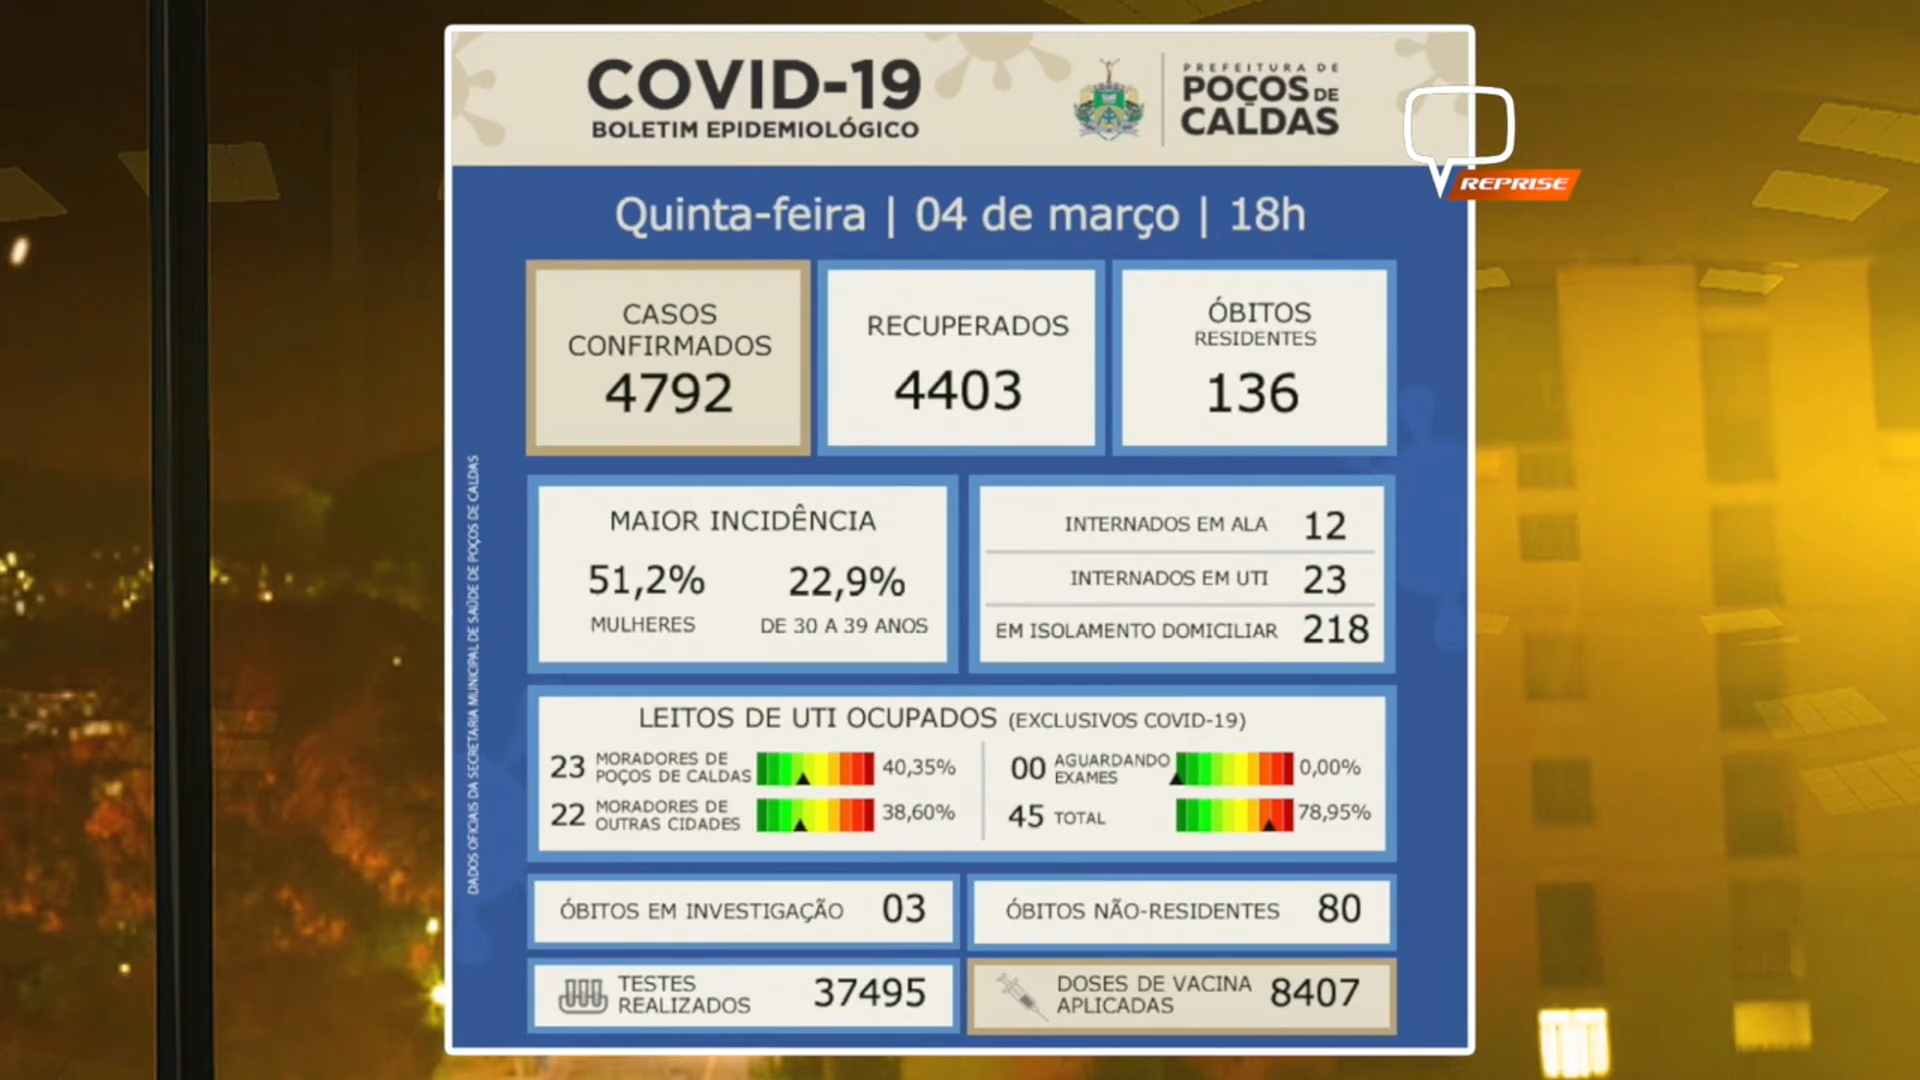 COVID-19
BOLETIM EPIDEMIOLÓGICO
PREFEITURA DE
POÇOS DE
CALDAS
REPRISE
Quinta-feira | 04 de março | 18h
CASOS
CONFIRMADOS
4792
RECUPERADOS
4403
ÓBITOS
RESIDENTES
136
MAIOR INCIDÊNCIA
51,2%
MULHERES
22,9%
DE 30 A 39 ANOS
INTERNADOS EM ALA 12
INTERNADOS EM UTI 23
EM ISOLAMENTO DOMICILIAR 218
LEITOS DE UTI OCUPADOS (EXCLUSIVOS COVID-19)
23 MORADORES DE
POÇOS DE CALDAS 40,35%
22 MORADORES DE
OUTRAS CIDADES 38,60%
00 AGUARDANDO
EXAMES 0,00%
45 TOTAL 78,95%
ÓBITOS EM INVESTIGAÇÃO 03
ÓBITOS NÃO-RESIDENTES 80
TESTES
REALIZADOS 37495
DOSES DE VACINA
APLICADAS 8407
DADOS OFICIAIS DA SECRETARIA MUNICIPAL DE SAÚDE DE POÇOS DE CALDAS